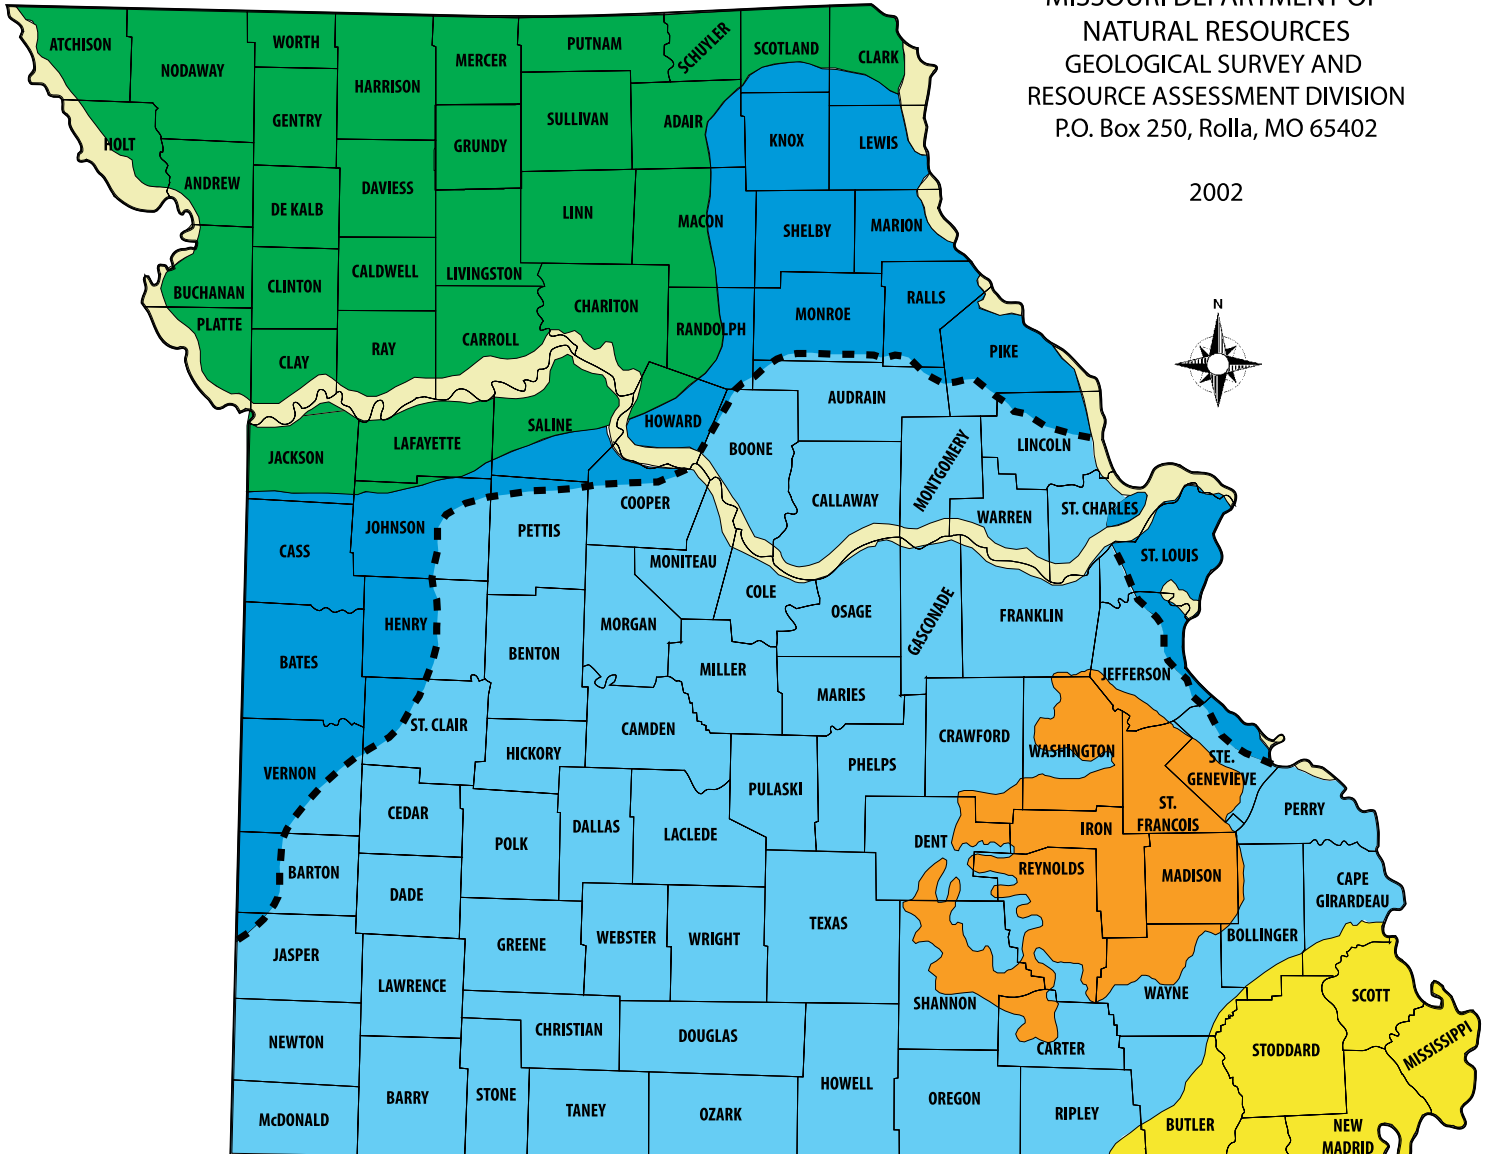 MISSOURI DEPARTMENT OF
NATURAL RESOURCES
GEOLOGICAL SURVEY AND
RESOURCE ASSESSMENT DIVISION
P.O. Box 250, Rolla, MO 65402
2002
N
ATCHISON
NODAWAY
WORTH
HARRISON
MERCER
PUTNAM
SCHUYLER
SCOTLAND
CLARK
HOLT
GENTRY
GRUNDY
SULLIVAN
ADAIR
KNOX
LEWIS
ANDREW
DE KALB
DAVIESS
LINN
MACON
SHELBY
MARION
BUCHANAN
CLINTON
CALDWELL
LIVINGSTON
CHARITON
RANDOLPH
MONROE
RALLS
PLATTE
CLAY
RAY
CARROLL
PIKE
AUDRAIN
JACKSON
LAFAYETTE
SALINE
HOWARD
BOONE
CALLAWAY
MONTGOMERY
LINCOLN
CASS
JOHNSON
PETTIS
COOPER
WARREN
ST. CHARLES
MONITEAU
ST. LOUIS
COLE
OSAGE
GASCONADE
FRANKLIN
HENRY
MORGAN
BATES
BENTON
MILLER
MARIES
JEFFERSON
ST. CLAIR
CAMDEN
CRAWFORD
WASHINGTON
HICKORY
PHELPS
STE.
GENEVIEVE
VERNON
PULASKI
CEDAR
POLK
DALLAS
LACLEDE
DENT
IRON
ST.
FRANCOIS
PERRY
BARTON
DADE
REYNOLDS
MADISON
CAPE
GIRARDEAU
JASPER
GREENE
WEBSTER
WRIGHT
TEXAS
BOLLINGER
LAWRENCE
SHANNON
WAYNE
SCOTT
NEWTON
CHRISTIAN
DOUGLAS
CARTER
STODDARD
MISSISSIPPI
McDONALD
BARRY
STONE
TANEY
OZARK
HOWELL
OREGON
RIPLEY
BUTLER
NEW
MADRID